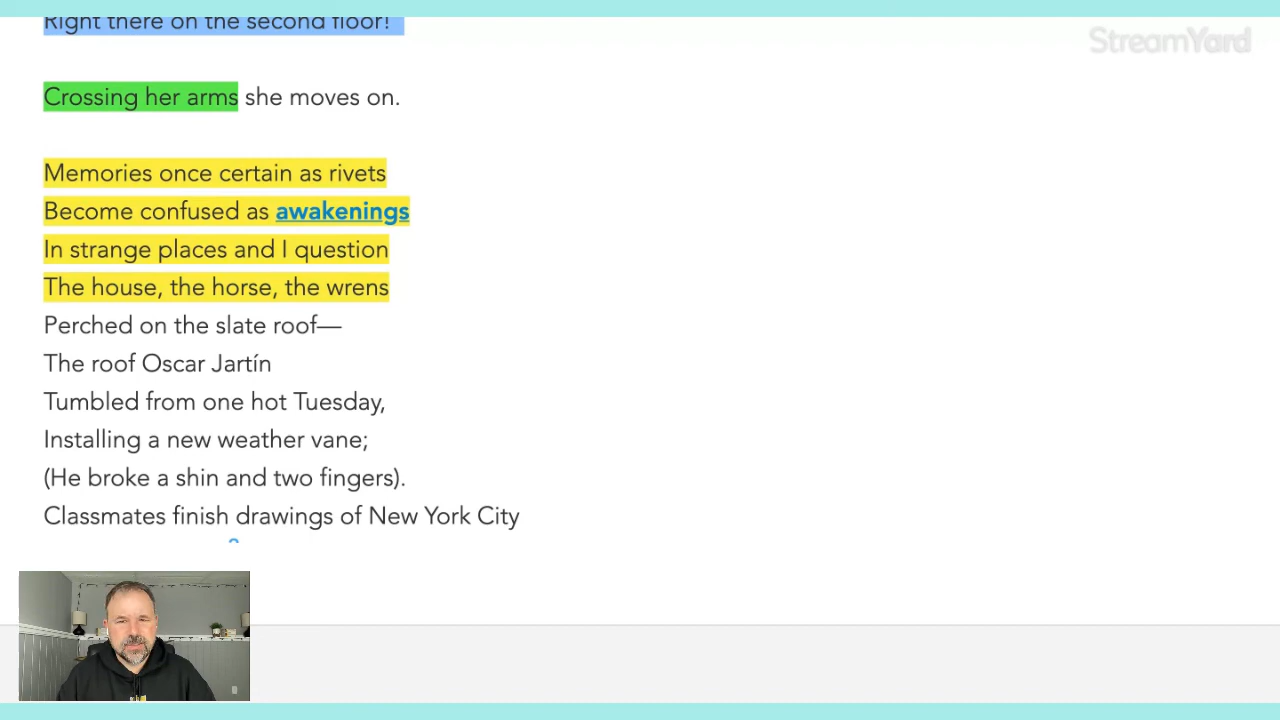 Right there on the second floor!
StreamYard
Crossing her arms she moves on.
Memories once certain as rivets
Become confused as awakenings
In strange places and I question
The house, the horse, the wrens
Perched on the slate roof—
The roof Oscar Jartín
Tumbled from one hot Tuesday,
Installing a new weather vane;
(He broke a shin and two fingers).
Classmates finish drawings of New York City